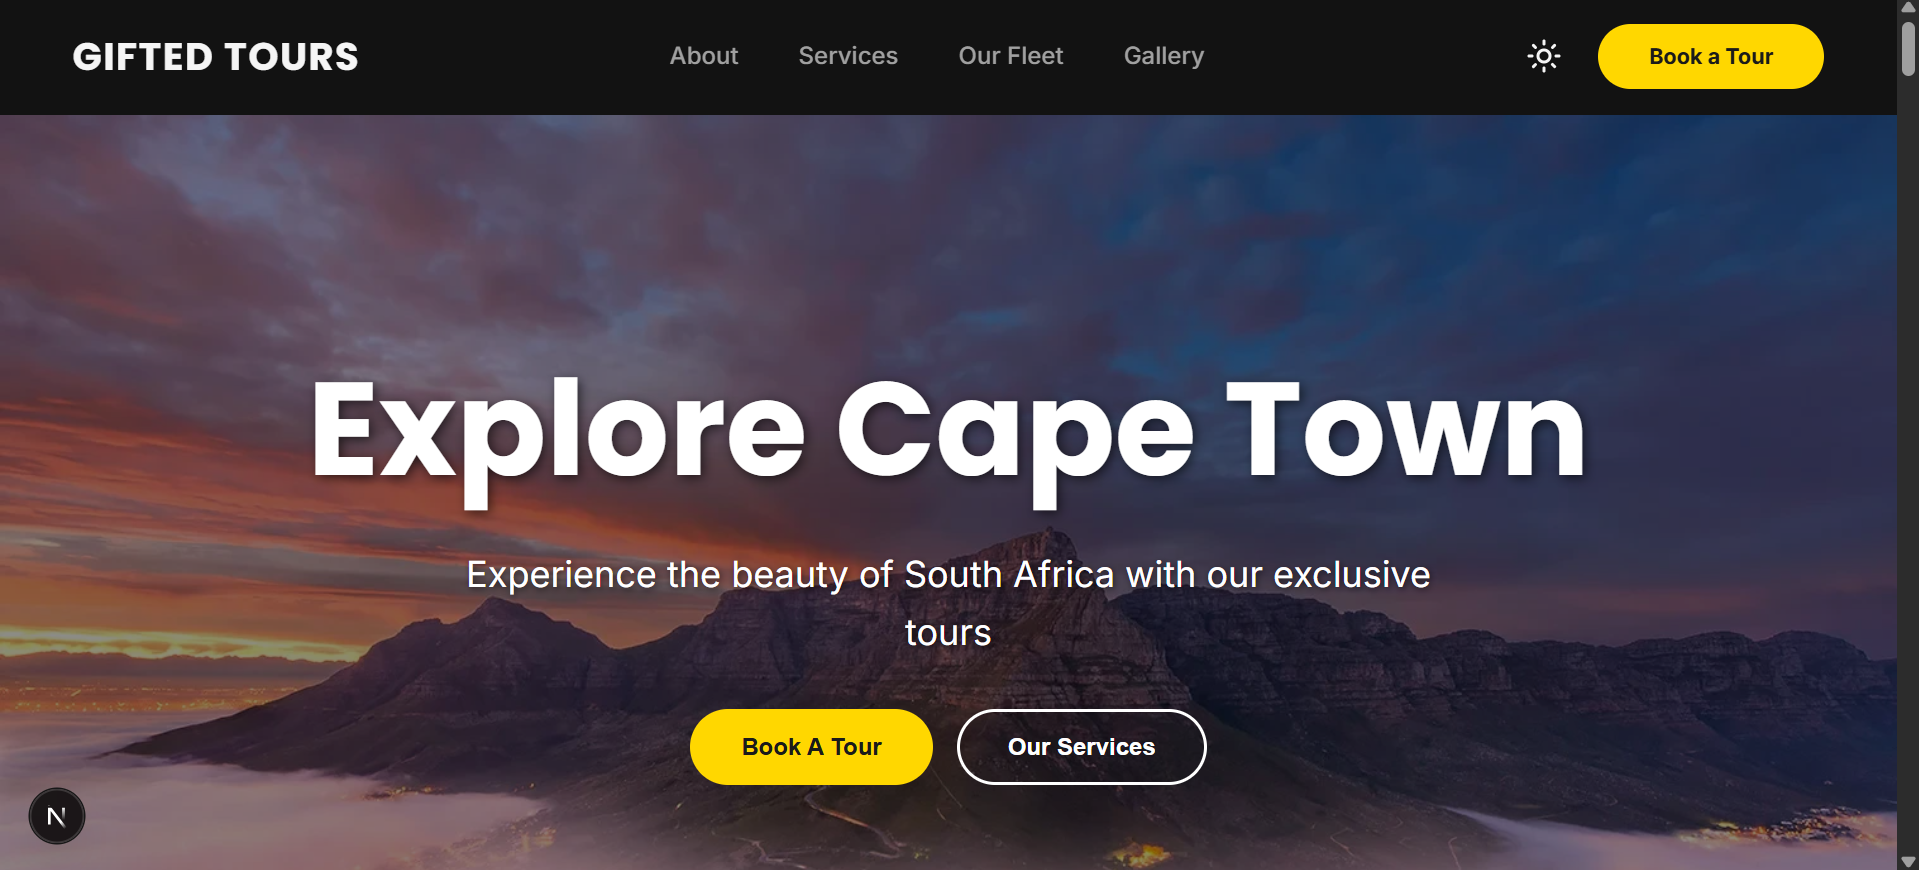 GIFTED TOURS
About
Services
Our Fleet
Gallery
Book a Tour
Explore Cape Town
Experience the beauty of South Africa with our exclusive
tours
Book A Tour
Our Services
N